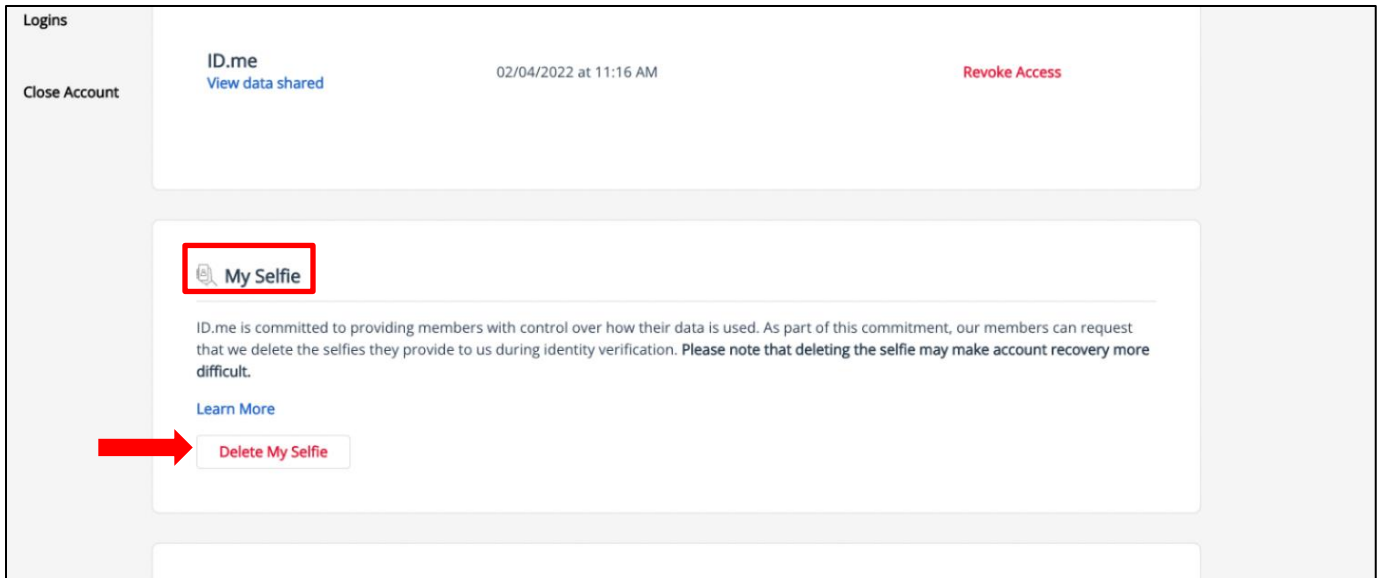 Logins
Close Account
ID.me
View data shared
02/04/2022 at 11:16 AM
Revoke Access
My Selfie
ID.me is committed to providing members with control over how their data is used. As part of this commitment, our members can request
that we delete the selfies they provide to us during identity verification. Please note that deleting the selfie may make account recovery more
difficult.
Learn More
Delete My Selfie